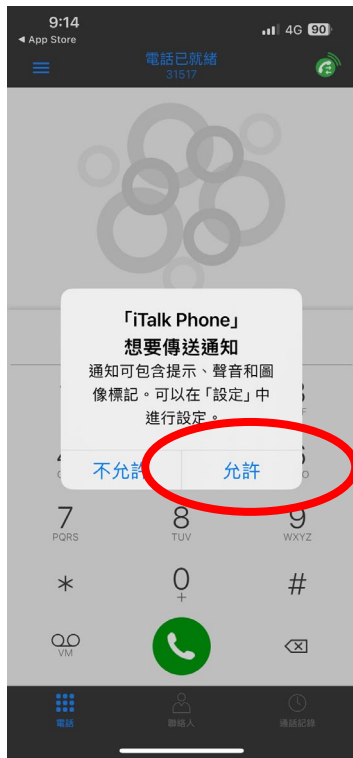 9:14
4G 90
◀ App Store
電話已就緒
31517
「iTalk Phone」
想要傳送通知
通知可包含提示、聲音和圖
像標記。可以在「設定」中
進行設定。
不允許
允許
7
PQRS
8
TUV
9
WXYZ
*
0
+
#
VM
電話
聯絡人
通話記錄